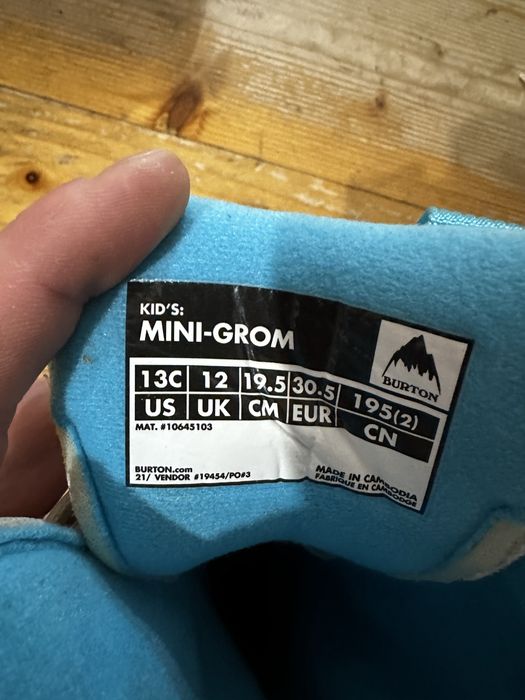 KID'S:
MINI-GROM
BURTON
13C 12 19.5 30.5 195(2)
US UK CM EUR CN
MAT. #10645103
BURTON.com
21/ VENDOR #19454/PO#3
MADE IN CAMBODIA
FABRIQUE EN CAMBODGE